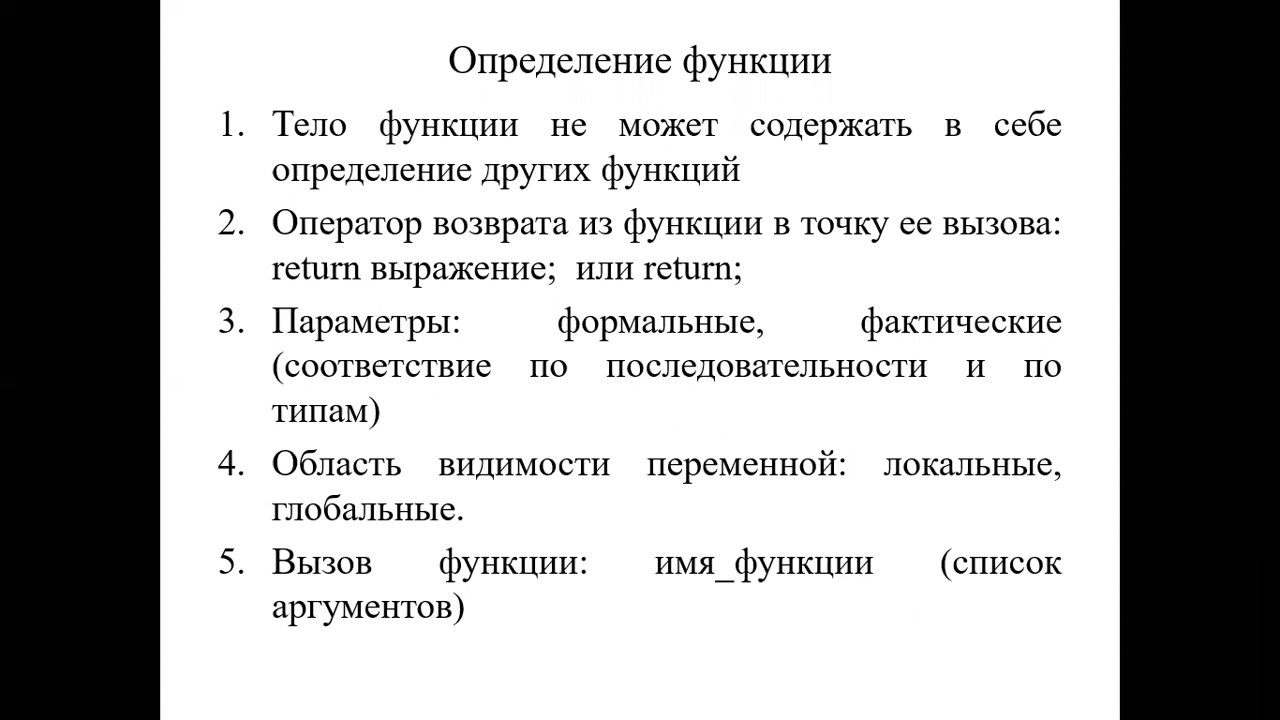 Определение функции
1. Тело функции не может содержать в себе
определение других функций
2. Оператор возврата из функции в точку ее вызова:
return выражение;  или return;
3. Параметры: формальные, фактические
(соответствие по последовательности и по
типам)
4. Область видимости переменной: локальные,
глобальные.
5. Вызов функции: имя_функции (список
аргументов)